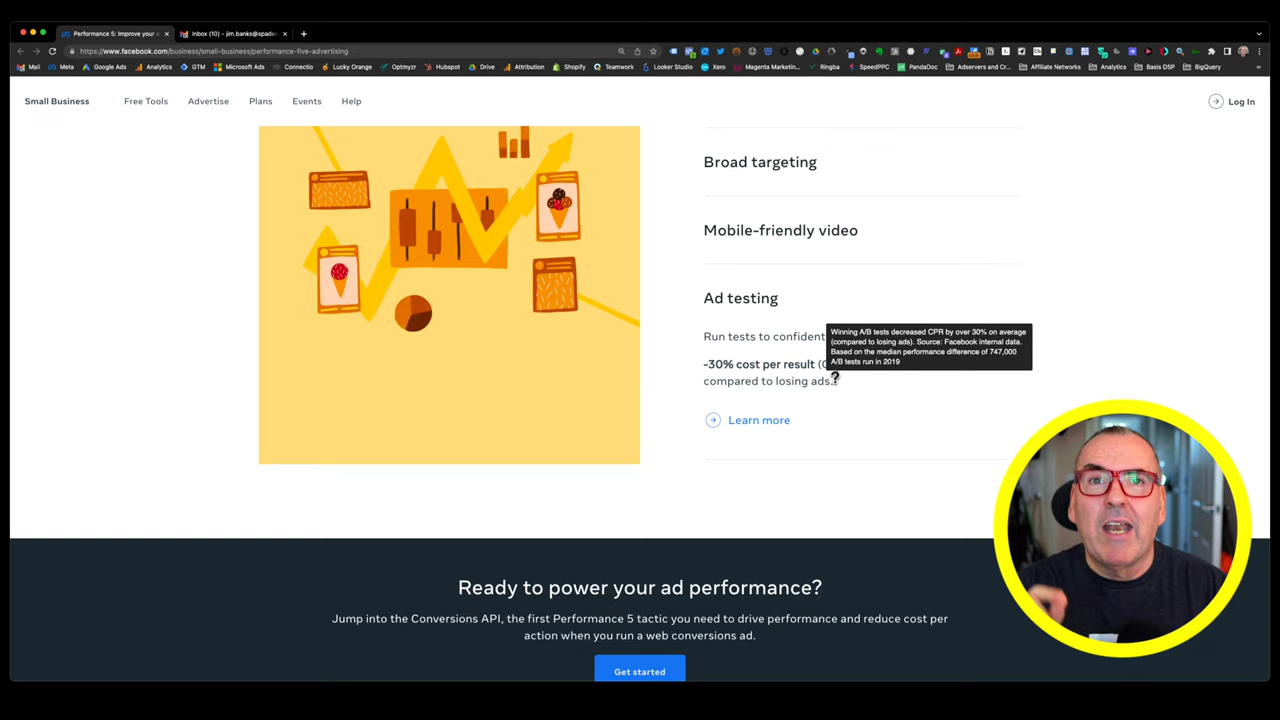 Performance 5: Improve your a
Inbox (7) - jim.banks@spades
https://www.facebook.com/business/small-business/performance-five-advertising
Mail Meta Google Ads Analytics GTM Microsoft Ads Connectio Lucky Orange Optmyzr Hubspot Drive Attribution Shopify Teamwork Looker Studio Xero Magenta Marketin... Ringba SpeedPPC PandaDoc Adservers and Cr... Affiliate Networks Analytics Basis DSP BigQuery
Small Business Free Tools Advertise Plans Events Help Log In
Broad targeting
Mobile-friendly video
Ad testing
Run tests to confident
Winning A/B tests decreased CPR by over 30% on average
(compared to losing ads). Source: Facebook internal data.
Based on the median performance difference of 747,000
A/B tests run in 2019
-30% cost per result (
compared to losing ads.
?
Learn more
Ready to power your ad performance?
Jump into the Conversions API, the first Performance 5 tactic you need to drive performance and reduce cost per
action when you run a web conversions ad.
Get started